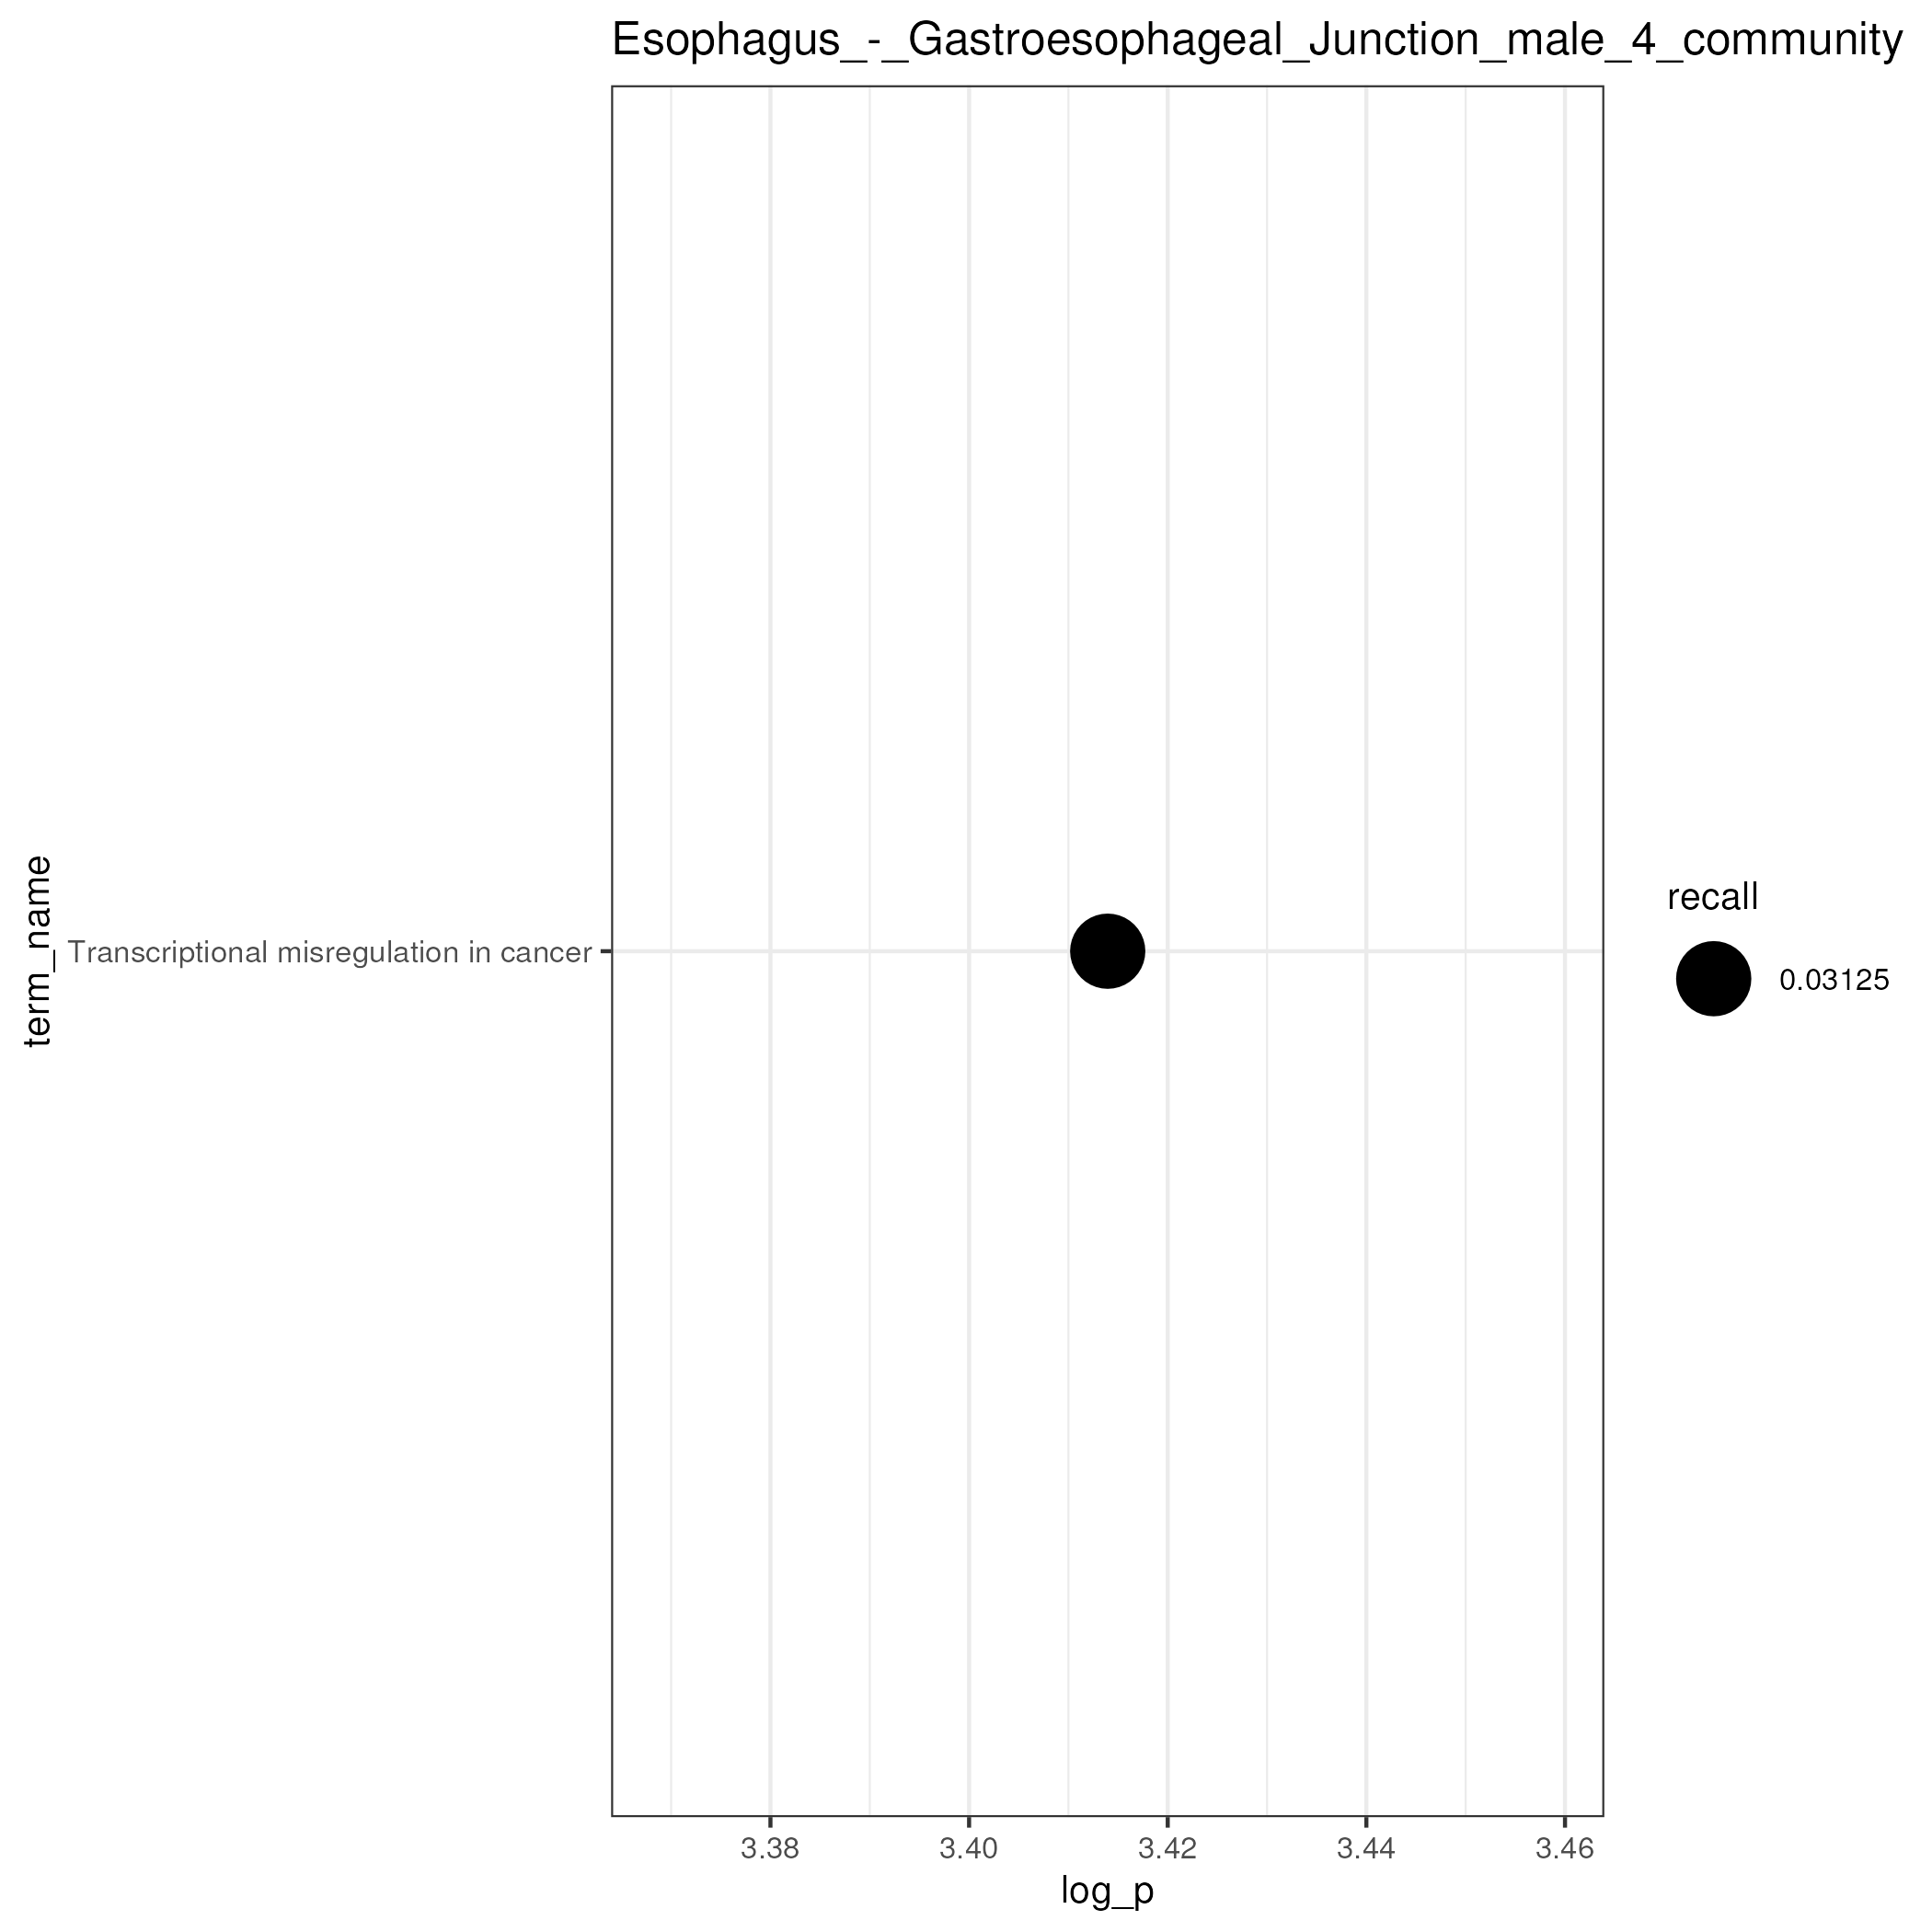 Esophagus_-_Gastroesophageal_Junction_male_4_community
term_name
Transcriptional misregulation in cancer
recall
0.03125
3.38 3.40 3.42 3.44 3.46
log_p